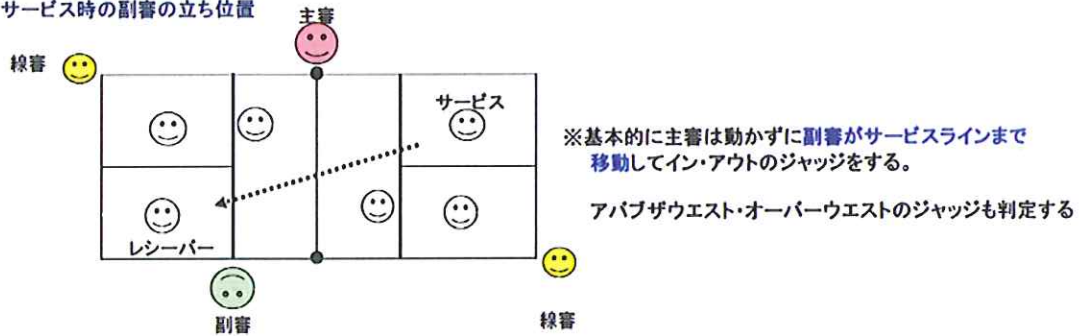 サービス時の副審の立ち位置
主審
線審
サービス
※基本的に主審は動かずに副審がサービスラインまで
移動してイン・アウトのジャッジをする。
アバブザウエスト・オーバーウエストのジャッジも判定する
レシーバー
副審
線審